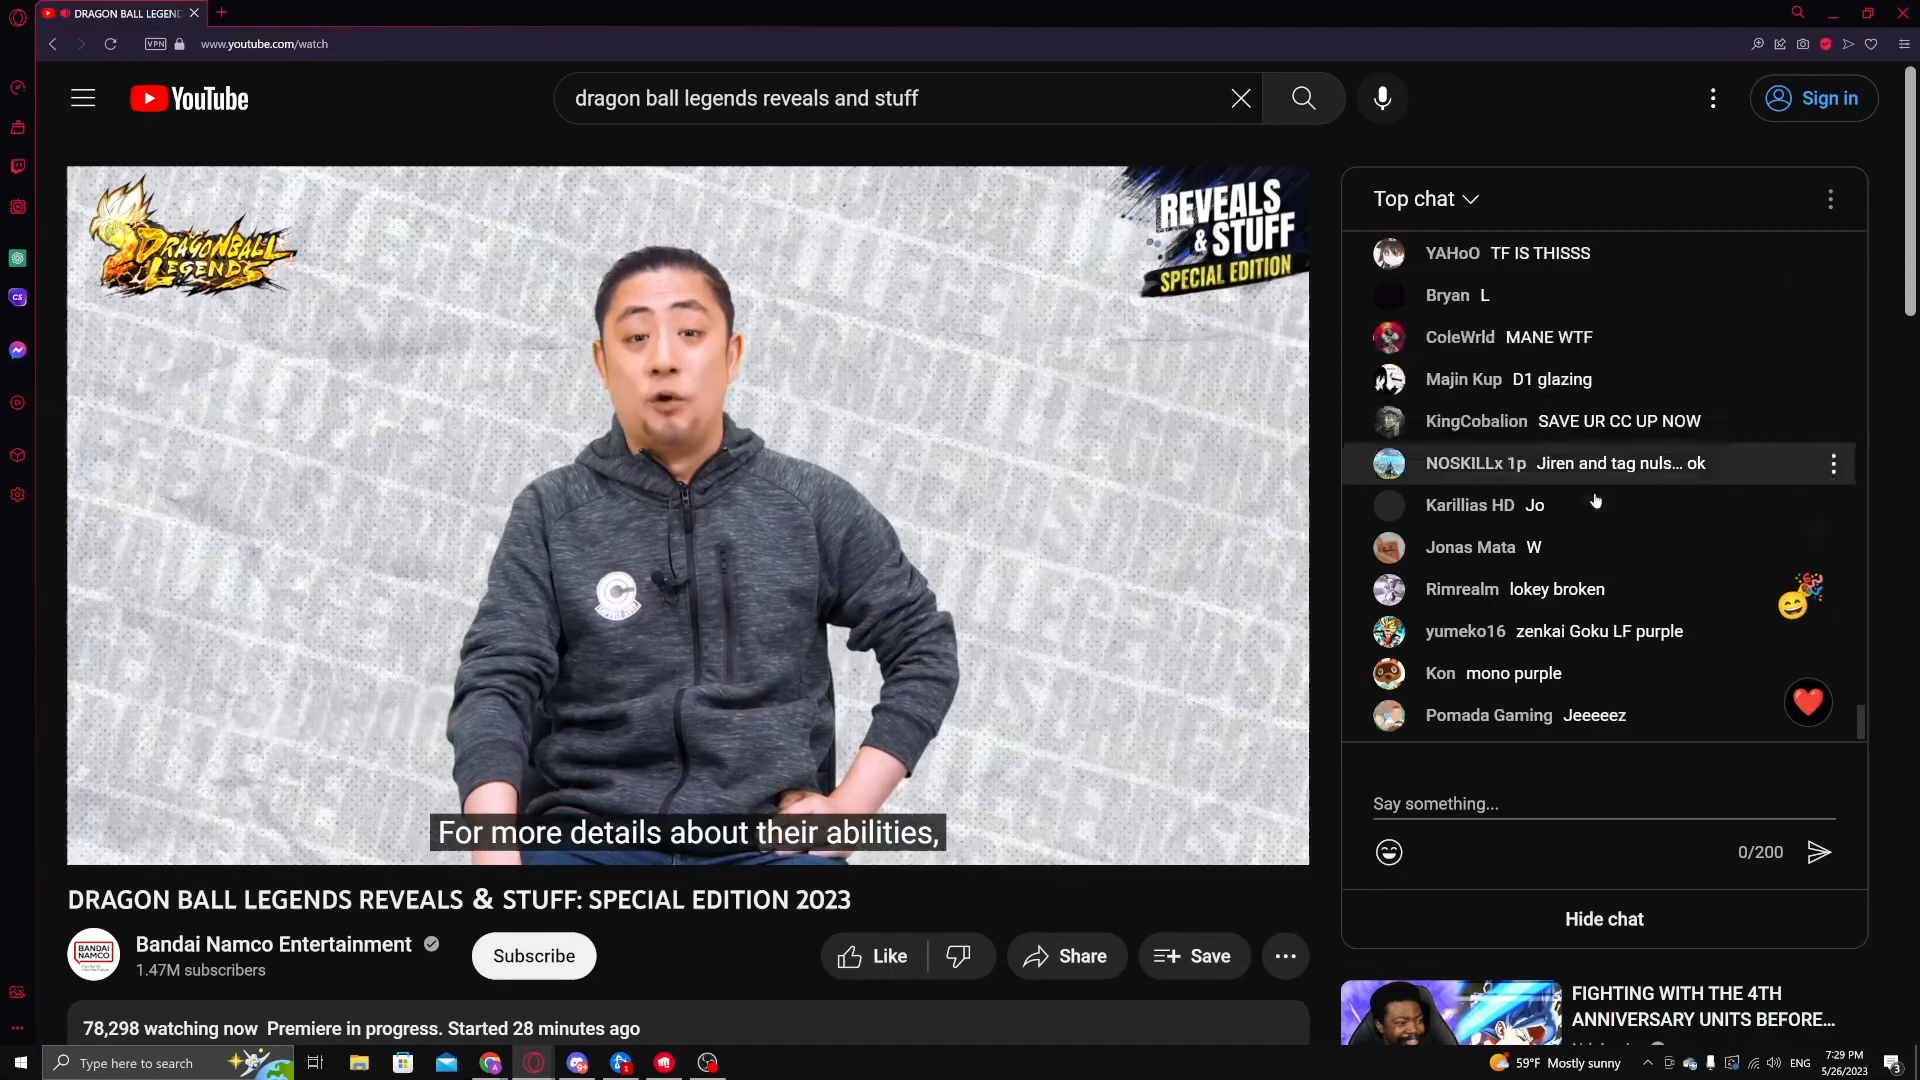 DRAGON BALL LEGEND
VPN
www.youtube.com/watch
YouTube
dragon ball legends reveals and stuff
Sign in
DRAGONBALL
LEGENDS
REVEALS
& STUFF
SPECIAL EDITION
For more details about their abilities,
Top chat
YAHoO TF IS THISSS
Bryan L
ColeWrld MANE WTF
Majin Kup D1 glazing
KingCobalion SAVE UR CC UP NOW
NOSKILLx 1p Jiren and tag nuls... ok
Karillias HD Jo
Jonas Mata W
Rimrealm lokey broken
yumeko16 zenkai Goku LF purple
Kon mono purple
Pomada Gaming Jeeeeez
Say something...
0/200
Hide chat
DRAGON BALL LEGENDS REVEALS & STUFF: SPECIAL EDITION 2023
BANDAI
NAMCO
Bandai Namco Entertainment
1.47M subscribers
Subscribe
Like
Share
Save
78,298 watching now Premiere in progress. Started 28 minutes ago
FIGHTING WITH THE 4TH
ANNIVERSARY UNITS BEFORE...
Type here to search
59°F Mostly sunny
ENG
7:29 PM
5/26/2023
3